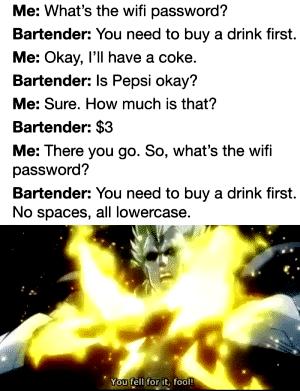 Me: What's the wifi password?
Bartender: You need to buy a drink first.
Me: Okay, I'll have a coke.
Bartender: Is Pepsi okay?
Me: Sure. How much is that?
Bartender: $3
Me: There you go. So, what's the wifi
password?
Bartender: You need to buy a drink first.
No spaces, all lowercase.
You fell for it, fool!